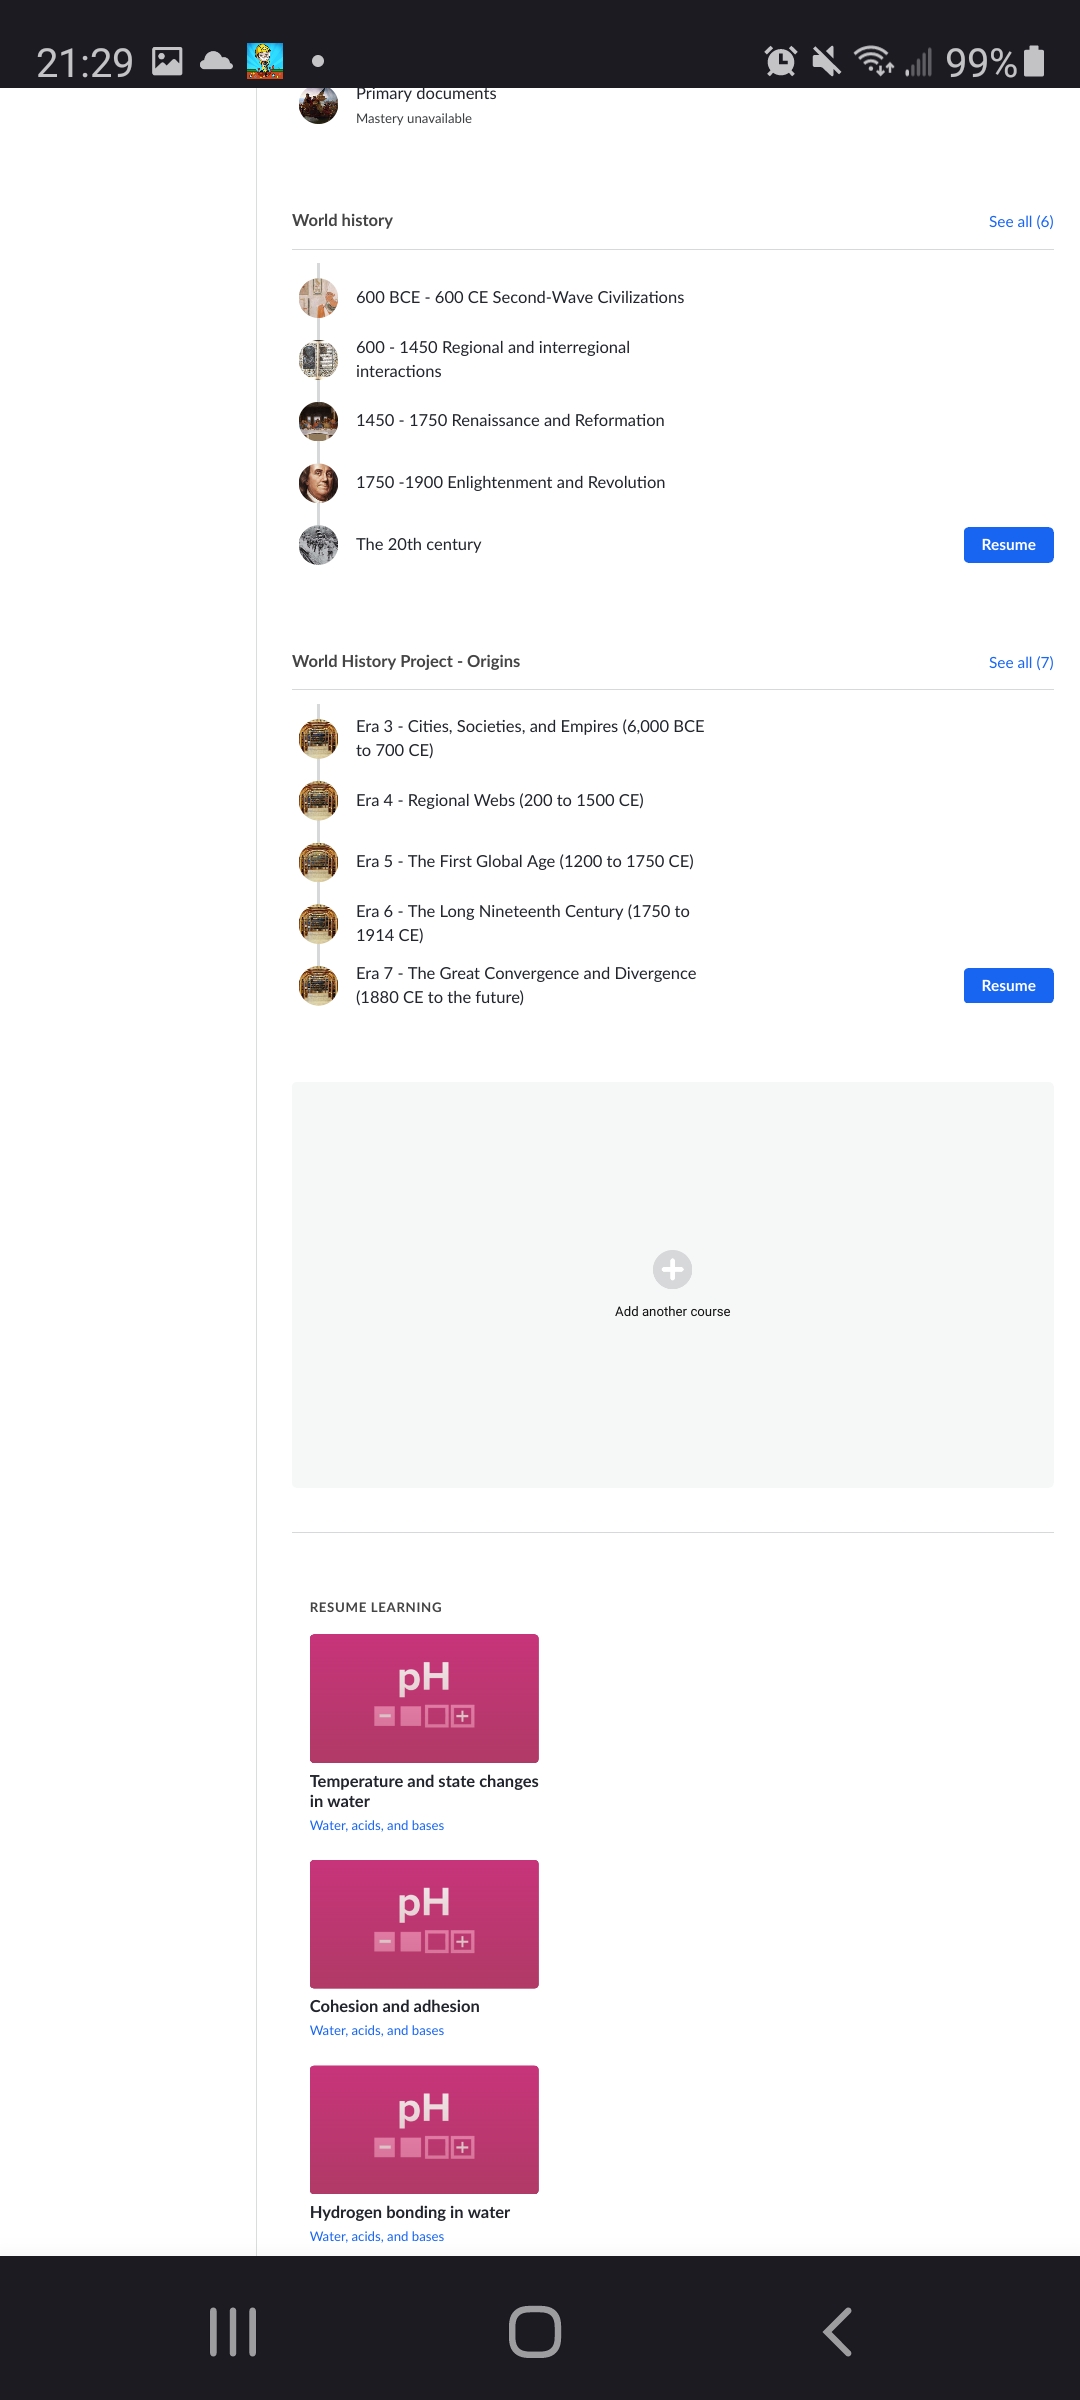 21:29
99%
Primary documents
Mastery unavailable
World history
See all (6)
600 BCE - 600 CE Second-Wave Civilizations
600 - 1450 Regional and interregional
interactions
1450 - 1750 Renaissance and Reformation
1750 -1900 Enlightenment and Revolution
The 20th century
Resume
World History Project - Origins
See all (7)
Era 3 - Cities, Societies, and Empires (6,000 BCE
to 700 CE)
Era 4 - Regional Webs (200 to 1500 CE)
Era 5 - The First Global Age (1200 to 1750 CE)
Era 6 - The Long Nineteenth Century (1750 to
1914 CE)
Era 7 - The Great Convergence and Divergence
(1880 CE to the future)
Resume
Add another course
RESUME LEARNING
pH
Temperature and state changes
in water
Water, acids, and bases
pH
Cohesion and adhesion
Water, acids, and bases
pH
Hydrogen bonding in water
Water, acids, and bases